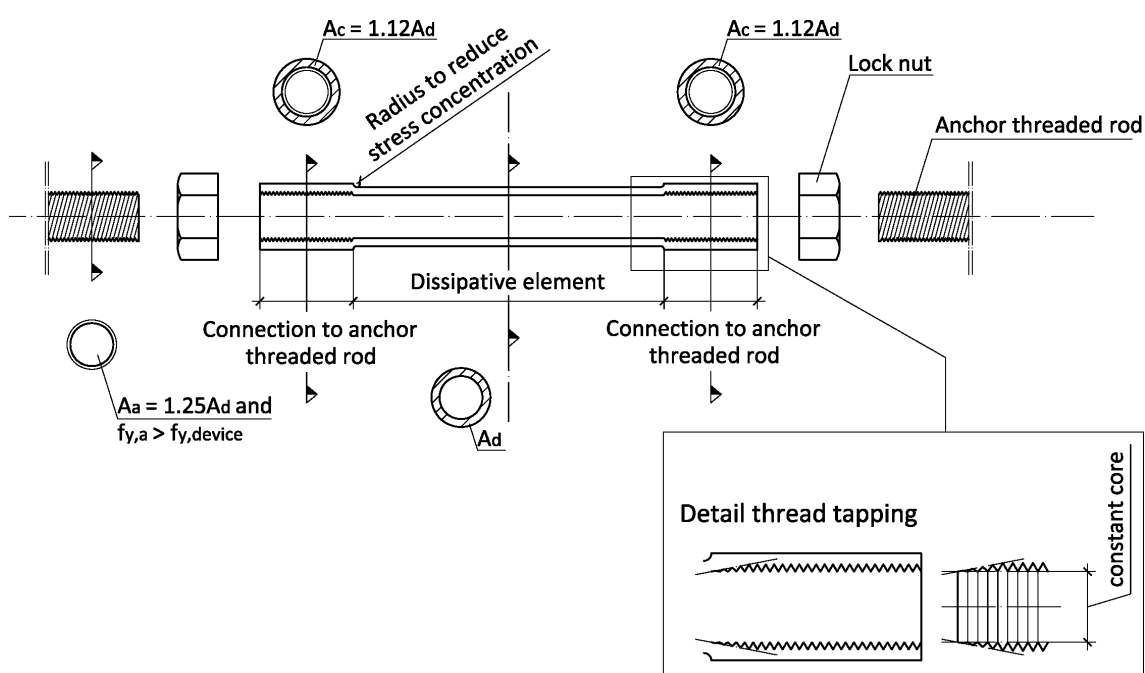 Ac = 1.12Ad
Radius to reduce
stress concentration
Ac = 1.12Ad
Lock nut
Anchor threaded rod
Dissipative element
Connection to anchor
threaded rod
Connection to anchor
threaded rod
Aa = 1.25Ad and
fy,a > fy,device
Ad
Detail thread tapping
constant core